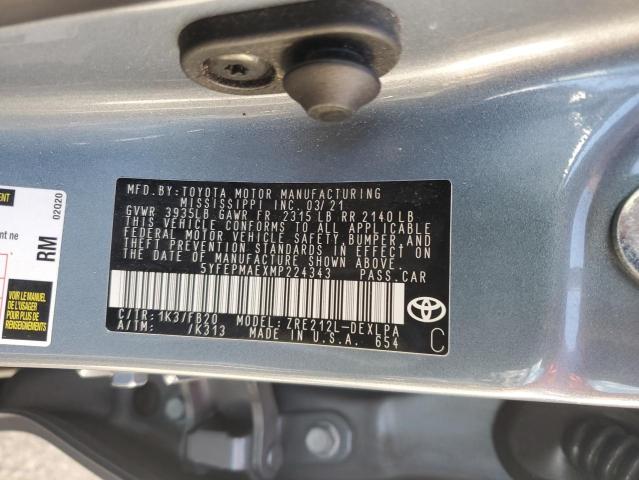 MFD.BY:TOYOTA MOTOR MANUFACTURING
MISSISSIPPI INC. 03/21
GVWR 3935LB GAWR FR 2315 LB RR 2140 LB
THIS VEHICLE CONFORMS TO ALL APPLICABLE
FEDERAL MOTOR VEHICLE SAFETY, BUMPER, AND
THEFT PREVENTION STANDARDS IN EFFECT ON
THE DATE OF MANUFACTURE SHOWN ABOVE.
5YFEPMAEXMP224343 PASS.CAR
C/TR:1K3/FB20 MODEL:ZRE212L-DEXLPA
A/TM: /K313 MADE IN U.S.A. 654
C
RM
02020
nt ne
VOIR LE MANUEL
DE L'USAGER
POUR PLUS DE
RENSEIGNEMENTS